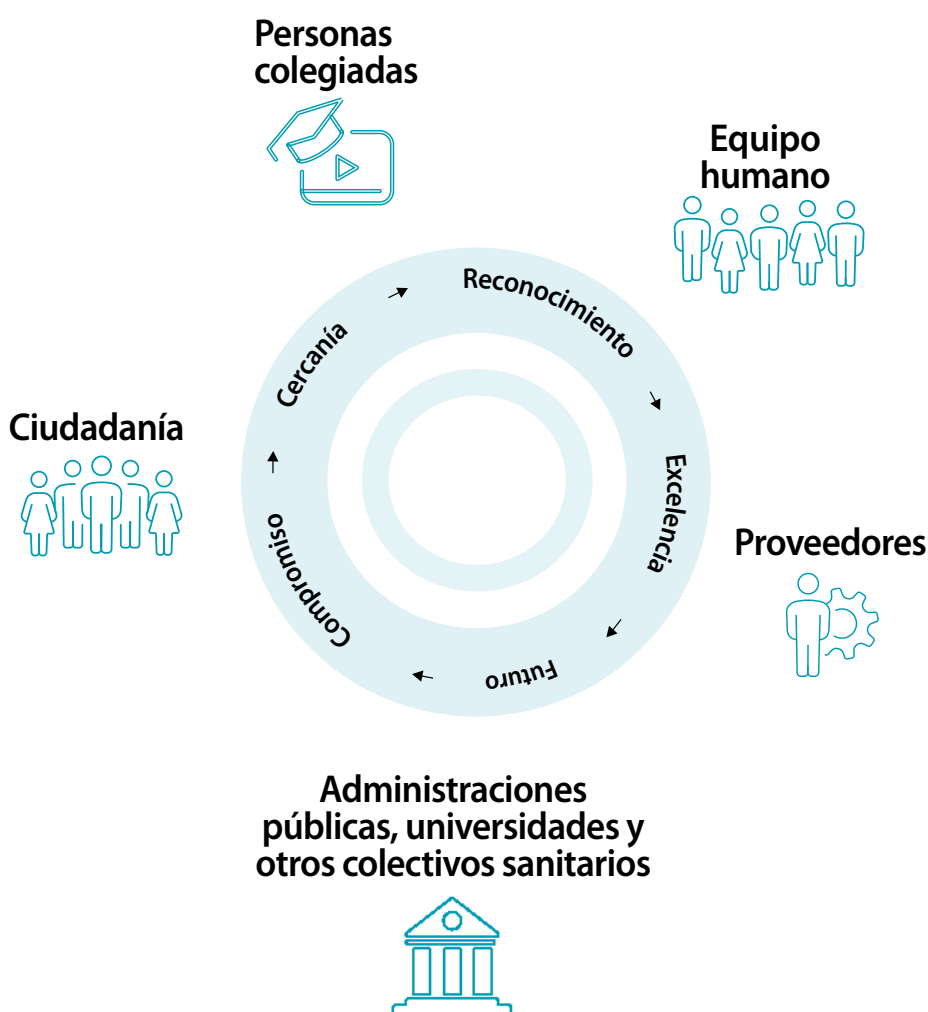 Personas
colegiadas
Equipo
humano
Reconocimiento
Cercanía
Ciudadanía
Excelencia
Compromiso
Proveedores
Futuro
Administraciones
públicas, universidades y
otros colectivos sanitarios